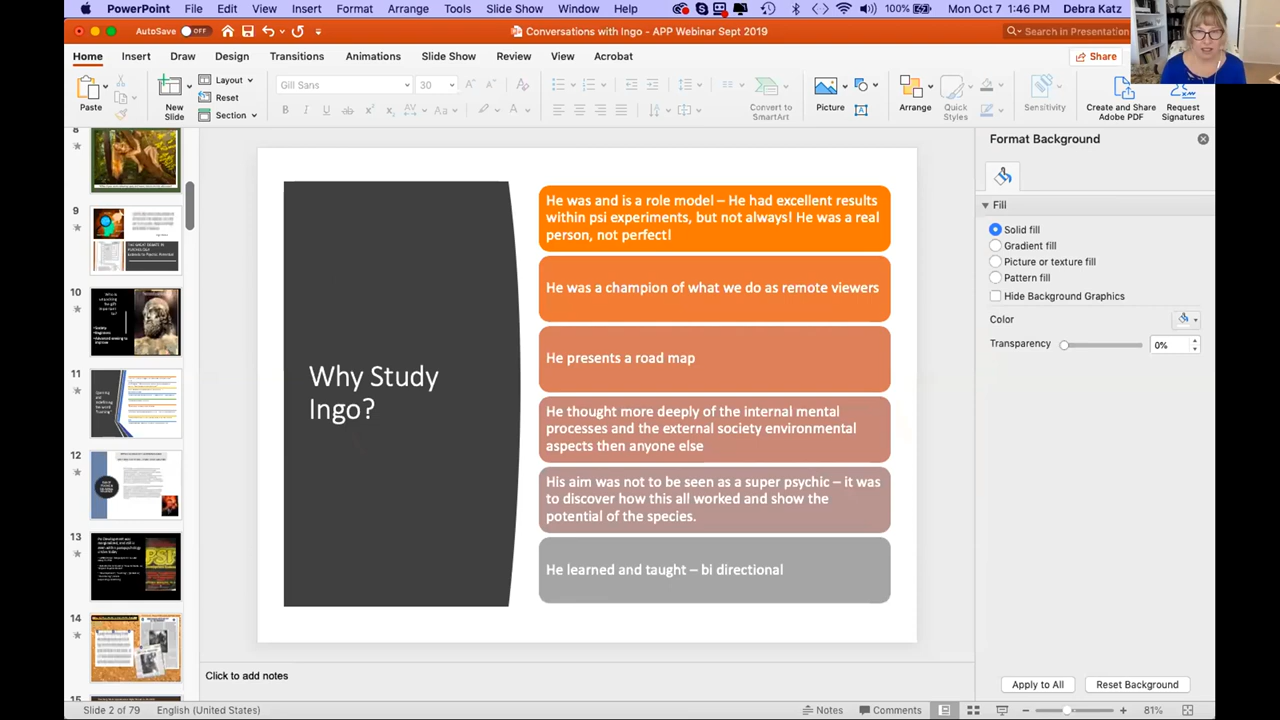 PowerPoint File Edit View Insert Format Arrange Tools Slide Show Window Help 100% Mon Oct 7 1:46 PM Debra Katz
AutoSave OFF Conversations with Ingo - APP Webinar Sept 2019 Search in Presentation
Home Insert Draw Design Transitions Animations Slide Show Review View Acrobat Share
Paste New Slide Layout Reset Section Gill Sans 30 Convert to SmartArt Picture Arrange Quick Styles Sensitivity Create and Share Adobe PDF Request Signatures
8
9
10
11
12
13
14
15
Why Study
Ingo?
He was and is a role model – He had excellent results
within psi experiments, but not always! He was a real
person, not perfect!
He was a champion of what we do as remote viewers
He presents a road map
He thought more deeply of the internal mental
processes and the external society environmental
aspects then anyone else
His aim was not to be seen as a super psychic – it was
to discover how this all worked and show the
potential of the species.
He learned and taught – bi directional
Format Background
Fill
Solid fill
Gradient fill
Picture or texture fill
Pattern fill
Hide Background Graphics
Color
Transparency 0%
Click to add notes
Apply to All Reset Background
Slide 2 of 79 English (United States) Notes Comments 81%